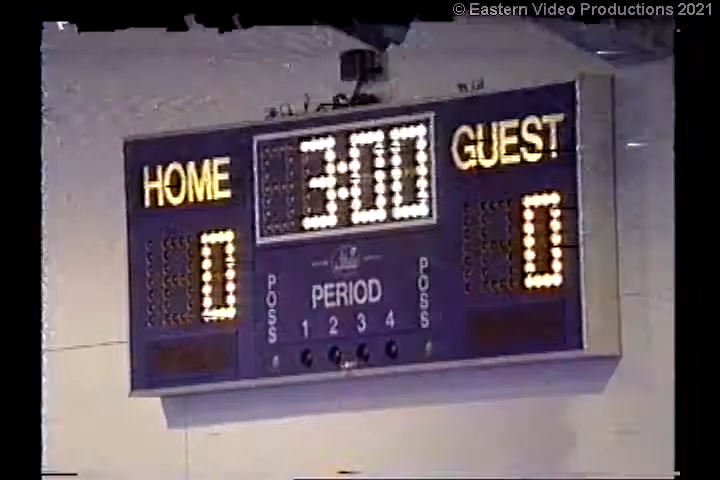 © Eastern Video Productions 2021
HOME 3:00 GUEST
0 0
POSS PERIOD POSS
1 2 3 4